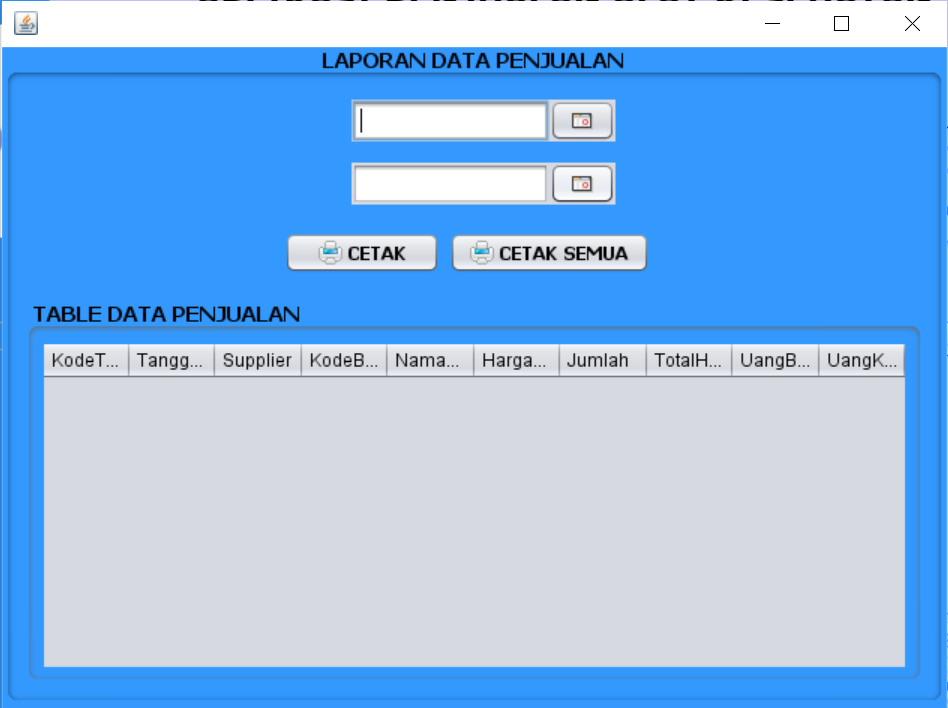 LAPORAN DATA PENJUALAN
CETAK
CETAK SEMUA
TABLE DATA PENJUALAN
KodeT... Tangg... Supplier KodeB... Nama... Harga... Jumlah TotalH... UangB... UangK...